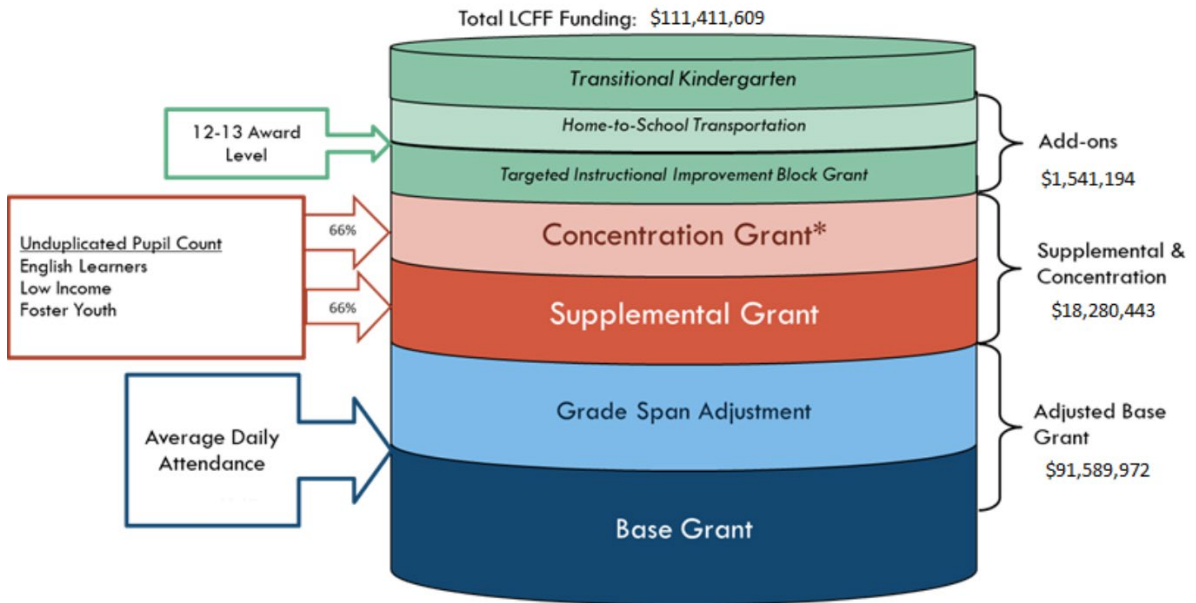 Total LCFF Funding: $111,411,609
Transitional Kindergarten
Home-to-School Transportation
Targeted Instructional Improvement Block Grant
Concentration Grant*
Supplemental Grant
Grade Span Adjustment
Base Grant
12-13 Award
Level
Unduplicated Pupil Count
English Learners
Low Income
Foster Youth
66%
66%
Average Daily
Attendance
Add-ons
$1,541,194
Supplemental &
Concentration
$18,280,443
Adjusted Base
Grant
$91,589,972